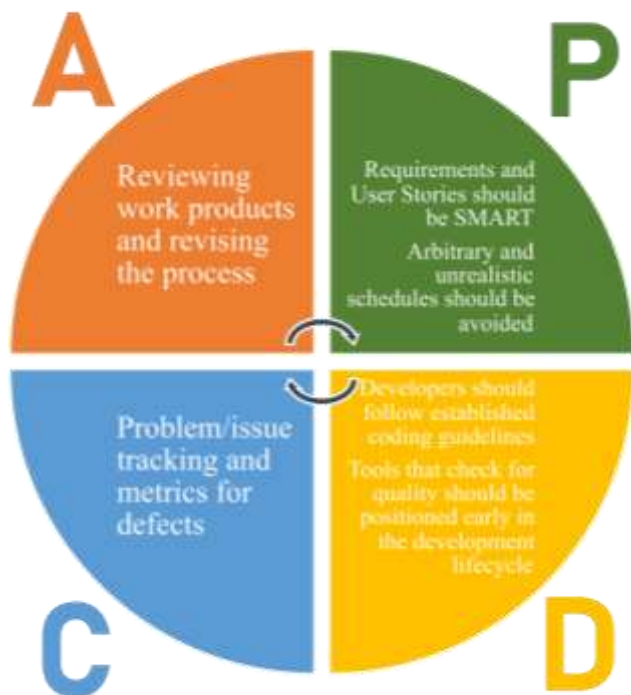 A
P
Reviewing
work products
and revising
the process
Requirements and
User Stories should
be SMART
Arbitrary and
unrealistic
schedules should be
avoided
Problem/issue
tracking and
metrics for
defects
Developers should
follow established
coding guidelines
Tools that check for
quality should be
positioned early in
the development
lifecycle
C
D